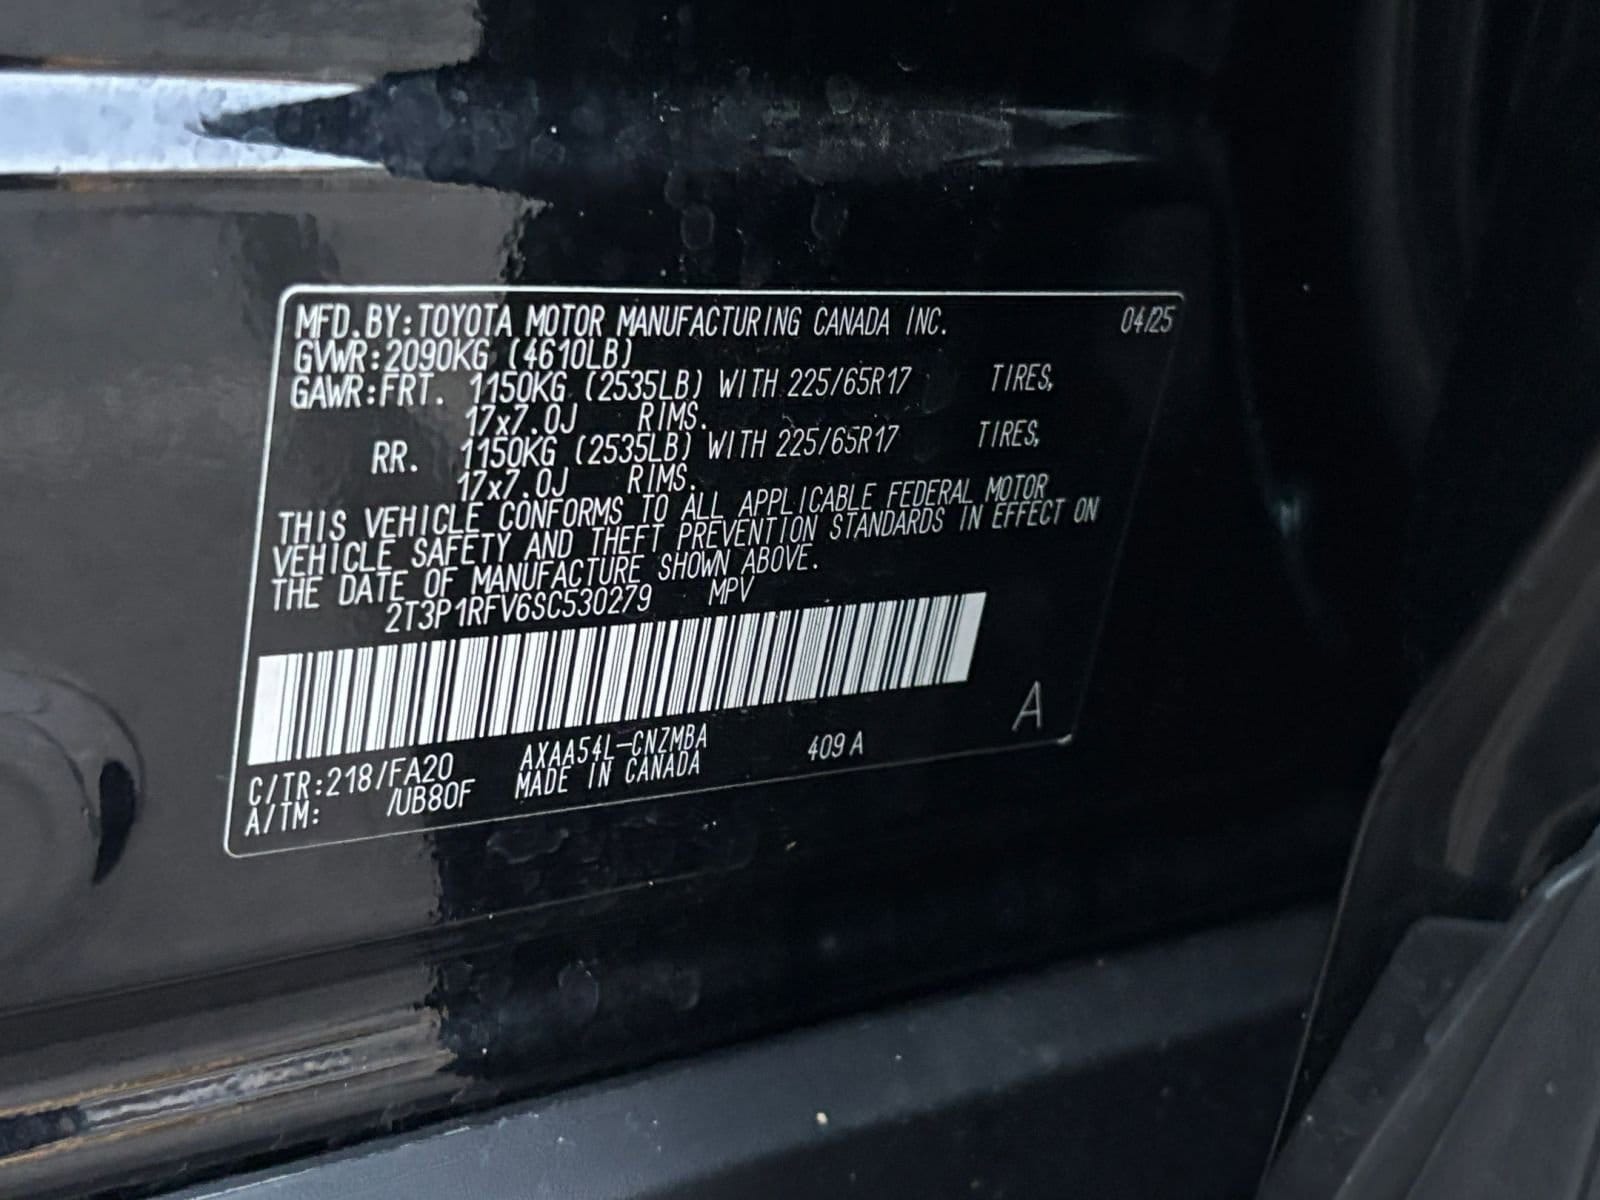 MFD.BY:TOYOTA MOTOR MANUFACTURING CANADA INC. 04/25
GVWR:2090KG (4610LB)
GAWR:FRT. 1150KG (2535LB) WITH 225/65R17 TIRES,
17x7.0J RIMS.
RR. 1150KG (2535LB) WITH 225/65R17 TIRES,
17x7.0J RIMS.
THIS VEHICLE CONFORMS TO ALL APPLICABLE FEDERAL MOTOR
VEHICLE SAFETY AND THEFT PREVENTION STANDARDS IN EFFECT ON
THE DATE OF MANUFACTURE SHOWN ABOVE.
2T3P1RFV6SC530279 MPV
A
C/TR:218/FA20 AXAA54L-CNZMBA 409A
A/TM: /UB80F MADE IN CANADA